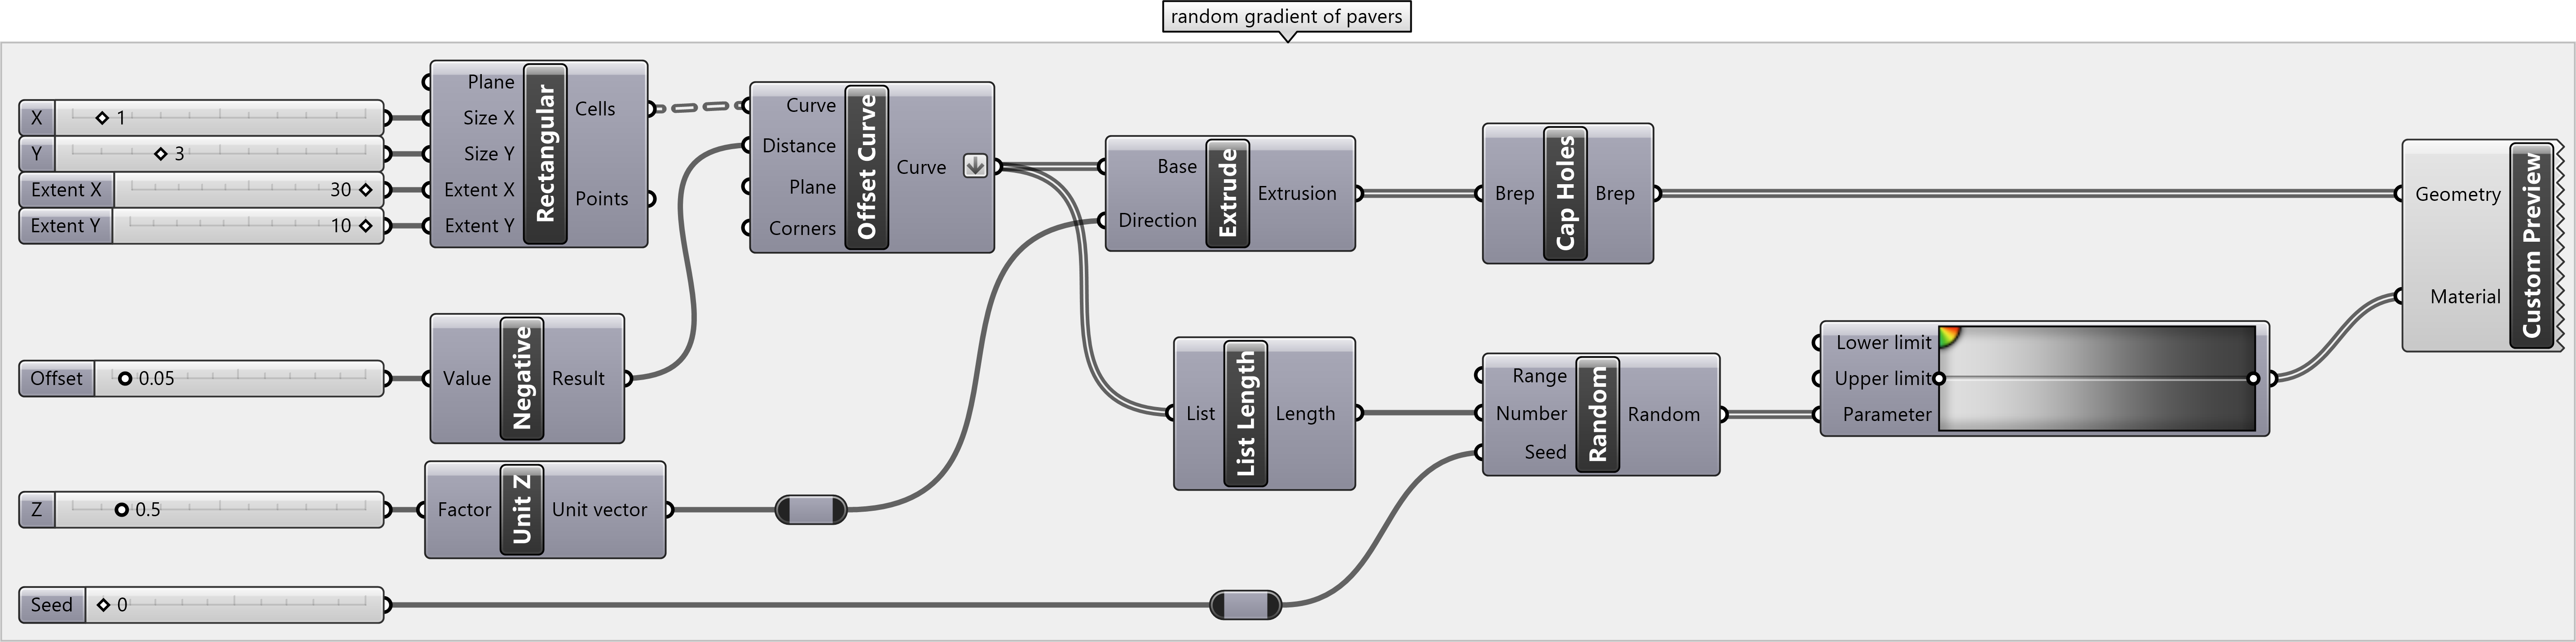 random gradient of pavers
X 1
Y 3
Extent X 30
Extent Y 10
Plane
Size X
Size Y
Extent X
Extent Y
Rectangular
Cells
Points
Curve
Distance
Plane
Corners
Offset Curve
Curve
Base
Direction
Extrude
Extrusion
Brep
Cap Holes
Brep
Geometry
Material
Custom Preview
Offset 0.05
Value
Negative
Result
List
List Length
Length
Range
Number
Seed
Random
Random
Lower limit
Upper limit
Parameter
Z 0.5
Factor
Unit Z
Unit vector
Seed 0